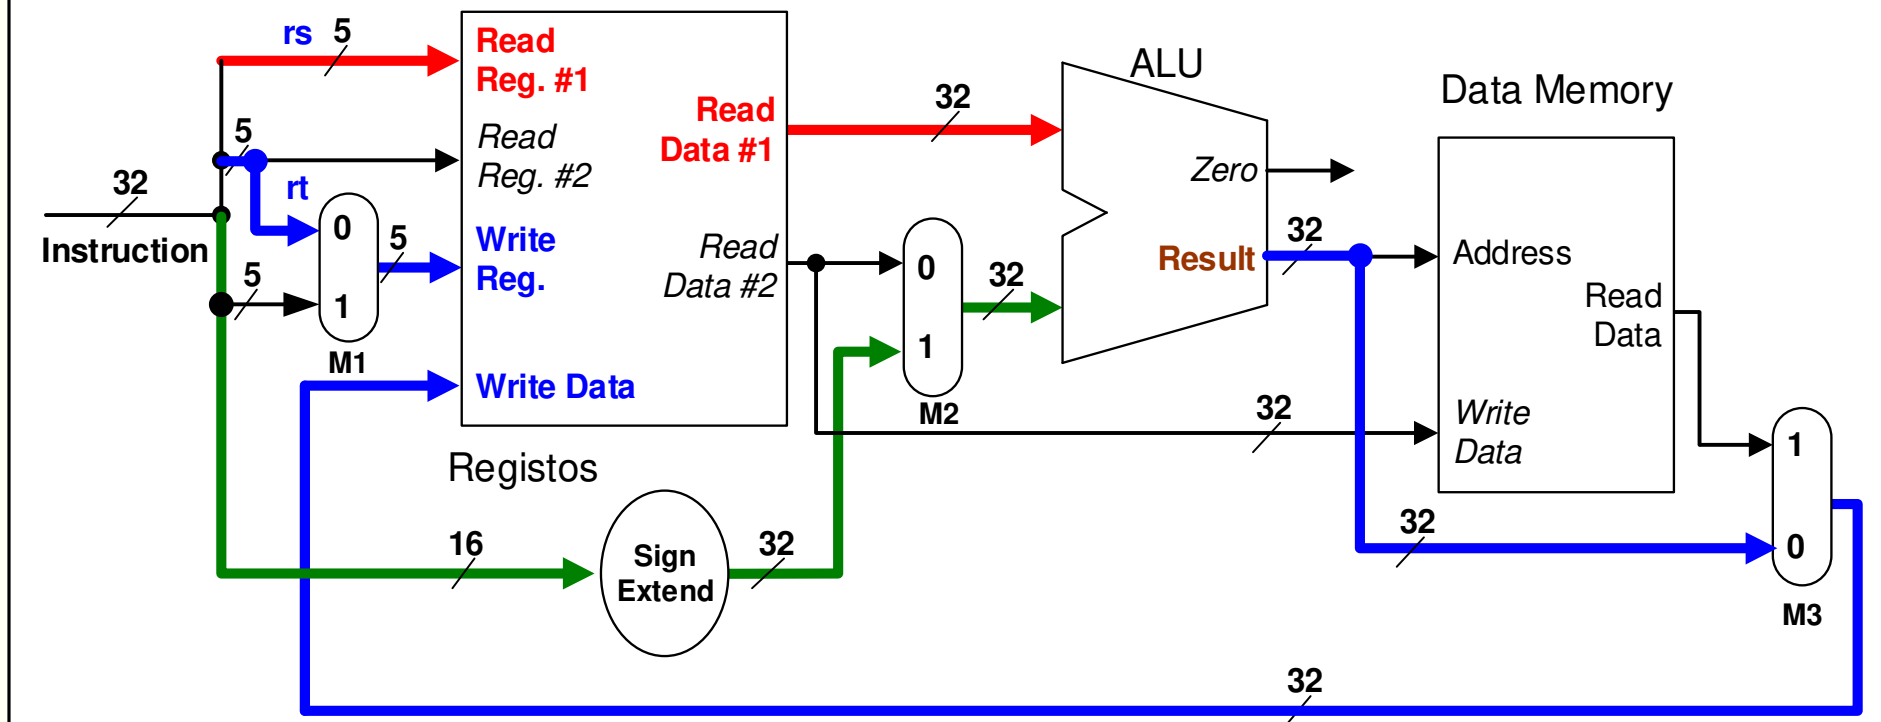 rs
5
Read
Reg. #1
5
Read
Reg. #2
rt
32
Instruction
0
5
1
M1
5
Write
Reg.
Write Data
Read
Data #1
Read
Data #2
Registos
16
Sign
Extend
32
0
1
M2
32
32
ALU
Zero
Result
32
32
Data Memory
Address
Read
Data
Write
Data
32
1
0
M3
32